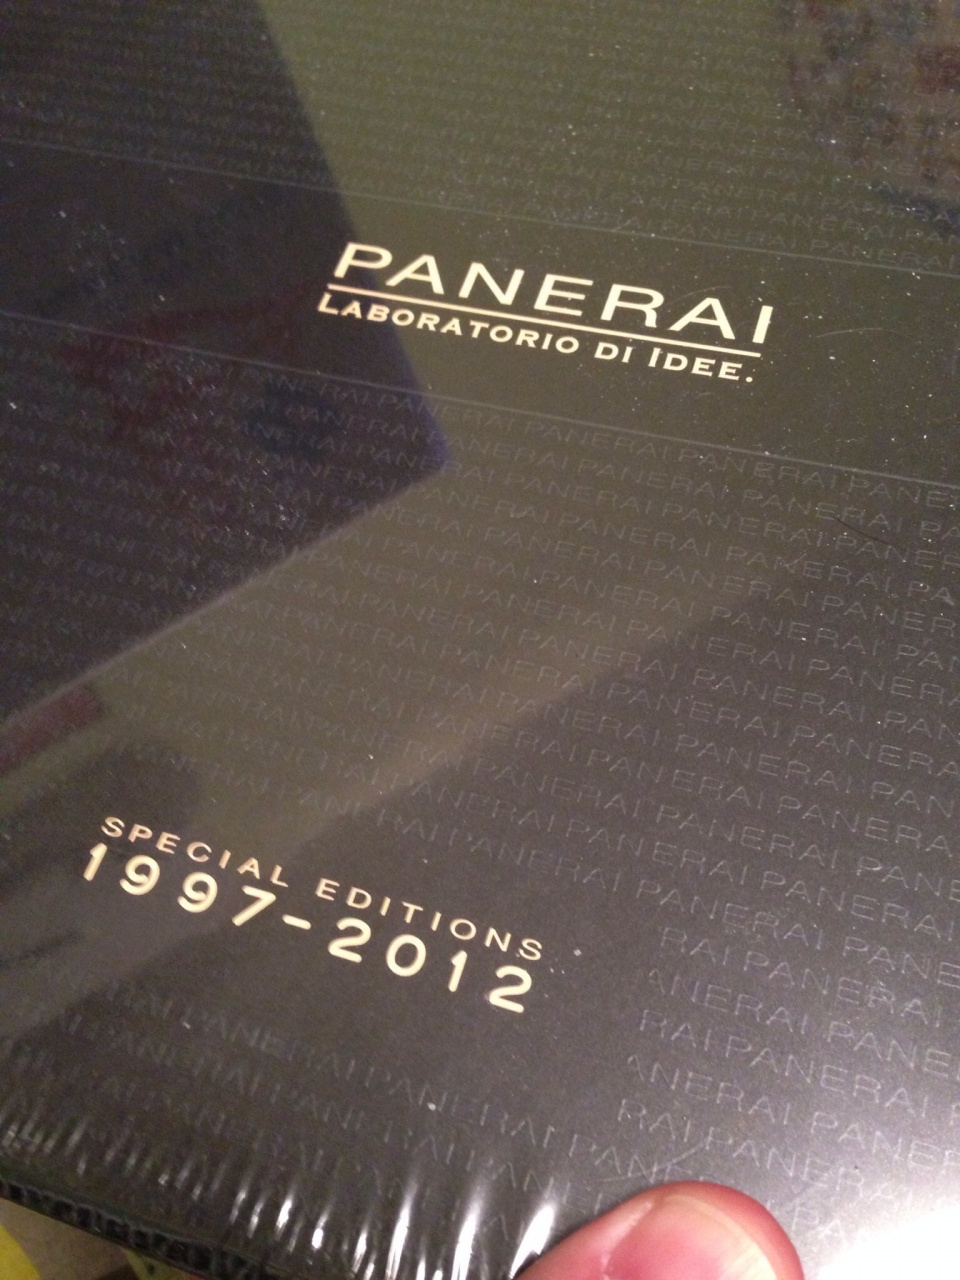 PANERAI
LABORATORIO DI IDEE.
SPECIAL EDITIONS
1997-2012